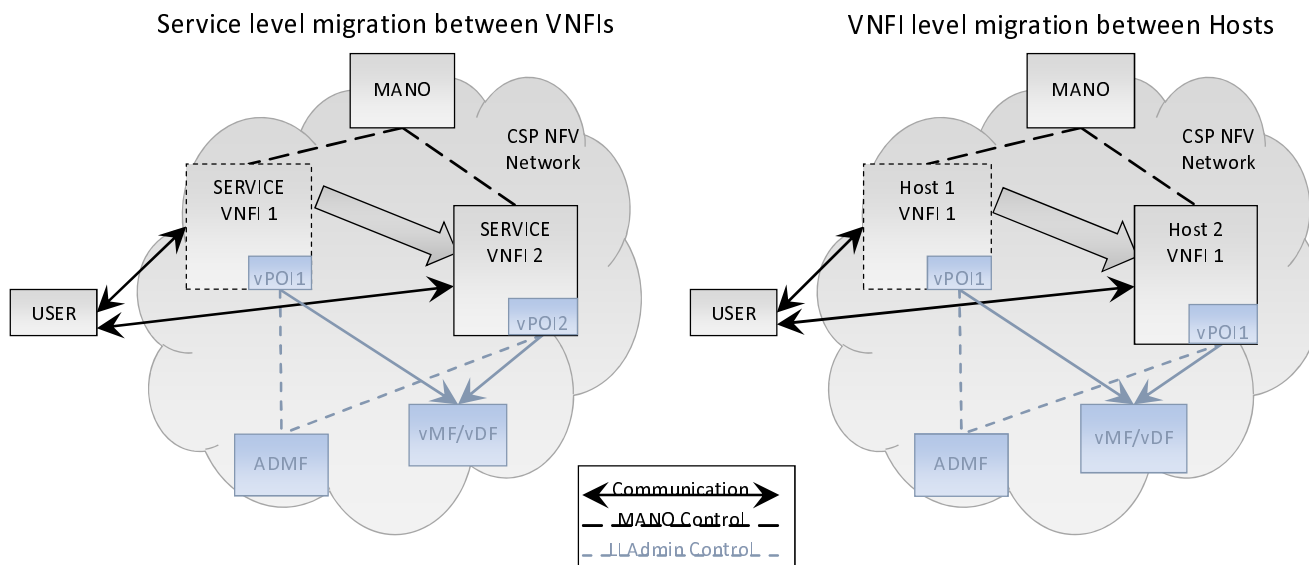 Service level migration between VNFIs
MANO
CSP NFV
Network
SERVICE
VNFI 1
SERVICE
VNFI 2
vPOI1
vPOI2
USER
vMF/vDF
ADMF
VNFI level migration between Hosts
MANO
CSP NFV
Network
Host 1
VNFI 1
Host 2
VNFI 1
vPOI1
vPOI1
USER
vMF/vDF
ADMF
Communication
MANO Control
LI Admin Control